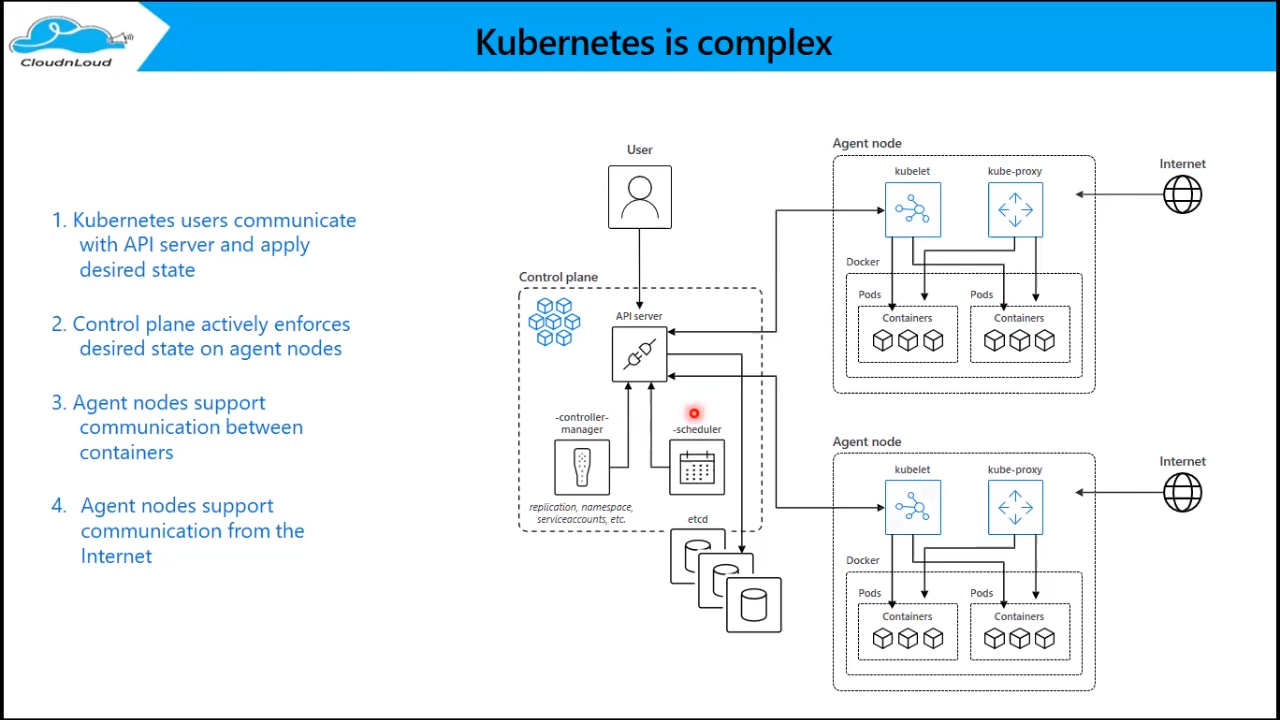 CloudnLoud
Kubernetes is complex
1. Kubernetes users communicate
with API server and apply
desired state
2. Control plane actively enforces
desired state on agent nodes
3. Agent nodes support
communication between
containers
4. Agent nodes support
communication from the
Internet
User
Control plane
API server
-controller-
manager
-scheduler
replication, namespace,
serviceaccounts, etc.
etcd
Agent node
kubelet
kube-proxy
Internet
Docker
Pods
Pods
Containers
Containers
Agent node
kubelet
kube-proxy
Internet
Docker
Pods
Pods
Containers
Containers